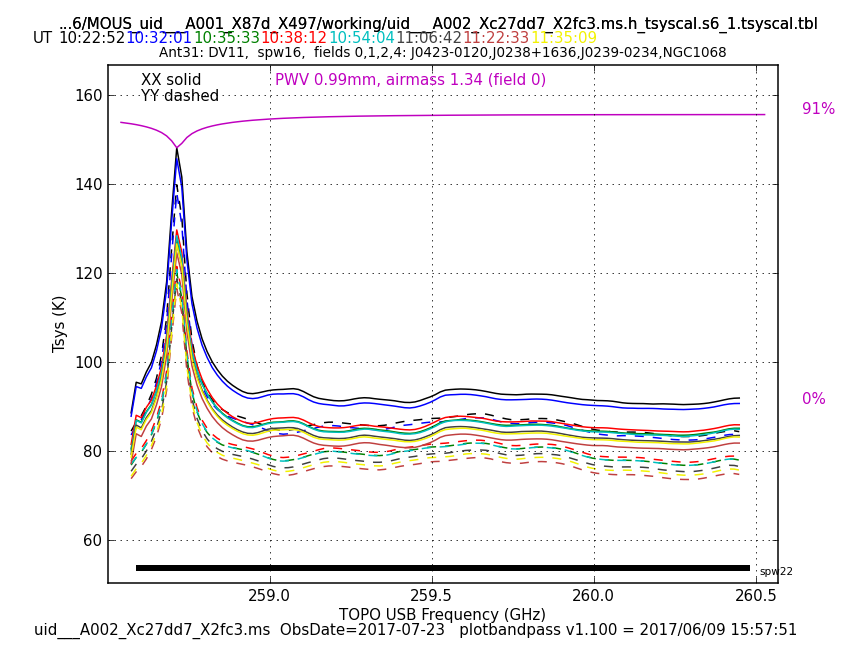 ...6/MOUS_uid___A001_X87d_X497/working/uid___A002_Xc27dd7_X2fc3.ms.h_tsyscal.s6_1.tsyscal.tbl
UT 10:22:52 10:32:01 10:35:33 10:38:12 10:54:04 11:06:42 11:22:33 11:35:09
Ant31: DV11, spw16, fields 0,1,2,4: J0423-0120,J0238+1636,J0239-0234,NGC1068
XX solid
YY dashed
PWV 0.99mm, airmass 1.34 (field 0)
91%
0%
160
140
120
100
80
60
Tsys (K)
spw22
259.0 259.5 260.0 260.5
TOPO USB Frequency (GHz)
uid___A002_Xc27dd7_X2fc3.ms ObsDate=2017-07-23 plotbandpass v1.100 = 2017/06/09 15:57:51